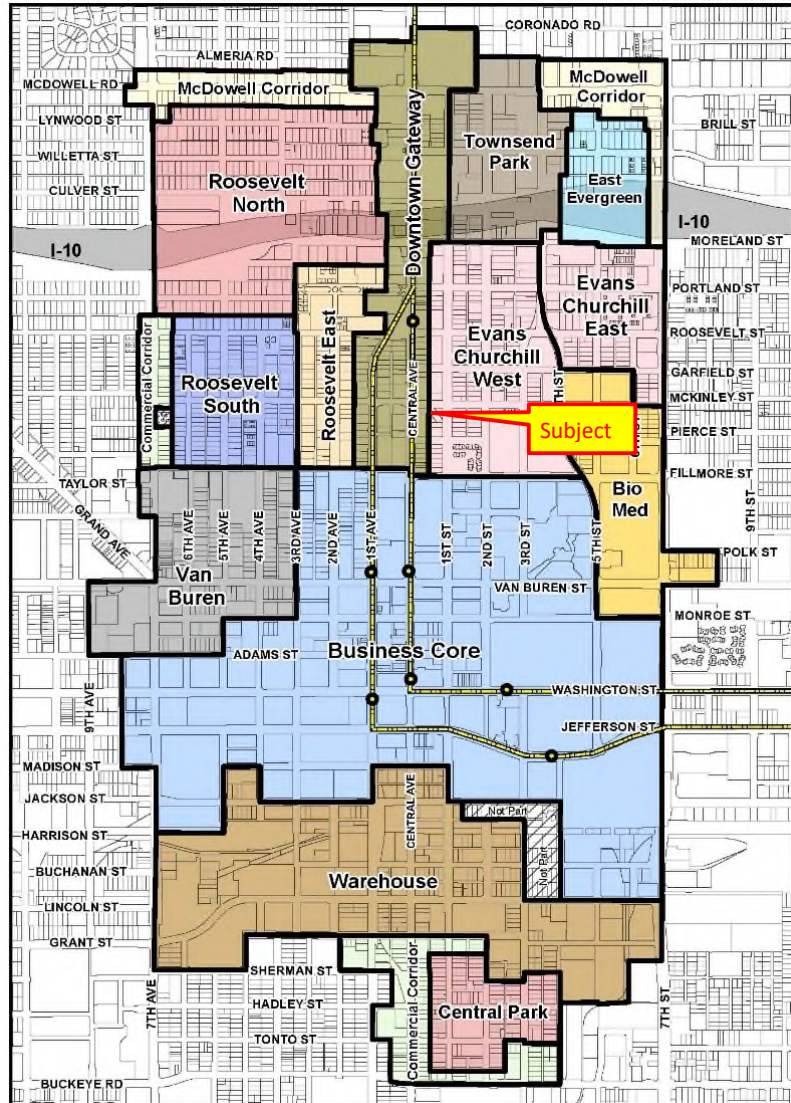 CORONADO RD
ALMERIA RD
MCDOWELL RD
McDowell Corridor
McDowell
Corridor
LYNWOOD ST
WILLETTA ST
CULVER ST
BRILL ST
Downtown Gateway
Townsend
Park
East
Evergreen
Roosevelt
North
I-10
I-10
MORELAND ST
PORTLAND ST
ROOSEVELT ST
GARFIELD ST
MCKINLEY ST
PIERCE ST
FILLMORE ST
Evans
Churchill
East
Evans
Churchill
West
Commercial Corridor
Roosevelt
South
Roosevelt East
CENTRAL AVE
Subject
Bio
Med
TAYLOR ST
GRAND AVE
6TH AVE
5TH AVE
4TH AVE
3RD AVE
2ND AVE
1ST AVE
1ST ST
2ND ST
3RD ST
5TH ST
9TH ST
POLK ST
Van
Buren
VAN BUREN ST
MONROE ST
ADAMS ST
Business Core
WASHINGTON ST
JEFFERSON ST
9TH AVE
MADISON ST
JACKSON ST
HARRISON ST
BUCHANAN ST
LINCOLN ST
GRANT ST
CENTRAL AVE
Not Part
Not Part
Warehouse
7TH AVE
SHERMAN ST
HADLEY ST
TONTO ST
BUCKEYE RD
Commercial Corridor
Central Park
7TH ST